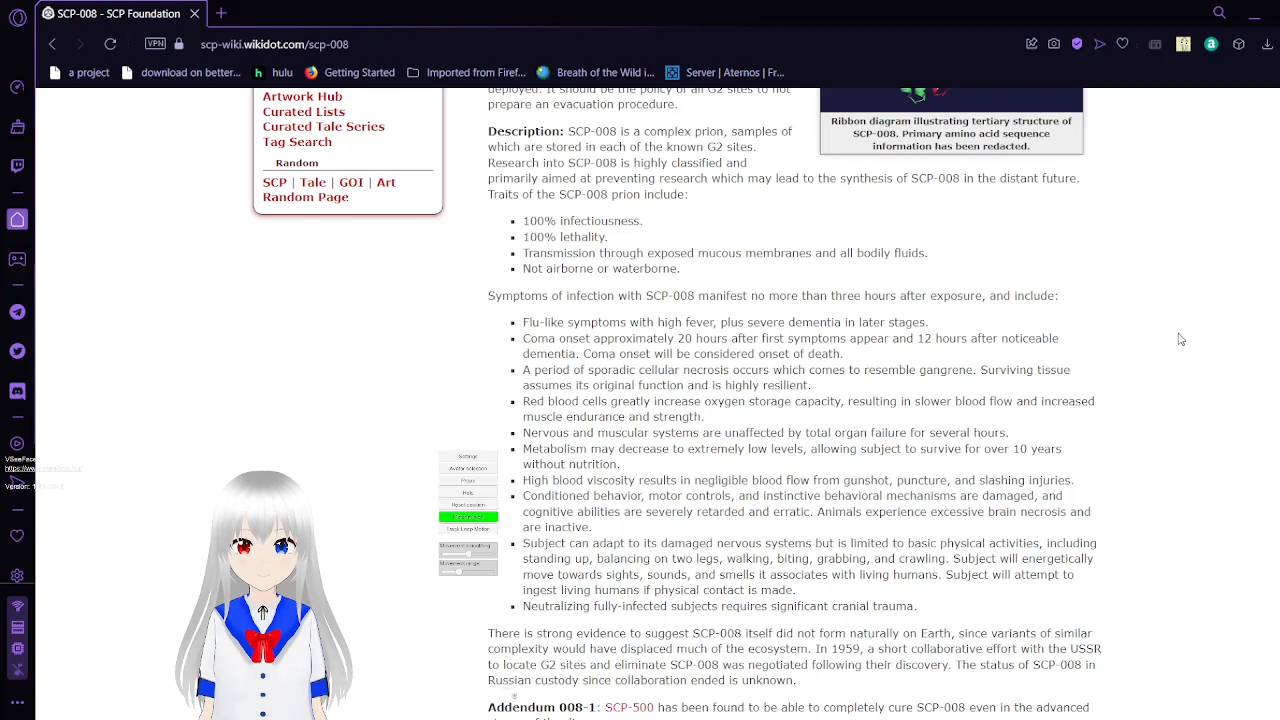 SCP-008 - SCP Foundation
VPN
scp-wiki.wikidot.com/scp-008
a project
download on better...
hulu
Getting Started
Imported from Firef...
Breath of the Wild i...
Server | Aternos | Fr...
Artwork Hub
Curated Lists
Curated Tale Series
Tag Search
Random
SCP | Tale | GOI | Art
Random Page
deployed. It should be the policy of all G2 sites to not
prepare an evacuation procedure.
Ribbon diagram illustrating tertiary structure of
SCP-008. Primary amino acid sequence
information has been redacted.
Description: SCP-008 is a complex prion, samples of
which are stored in each of the known G2 sites.
Research into SCP-008 is highly classified and
primarily aimed at preventing research which may lead to the synthesis of SCP-008 in the distant future.
Traits of the SCP-008 prion include:
100% infectiousness.
100% lethality.
Transmission through exposed mucous membranes and all bodily fluids.
Not airborne or waterborne.
Symptoms of infection with SCP-008 manifest no more than three hours after exposure, and include:
Flu-like symptoms with high fever, plus severe dementia in later stages.
Coma onset approximately 20 hours after first symptoms appear and 12 hours after noticeable
dementia. Coma onset will be considered onset of death.
A period of sporadic cellular necrosis occurs which comes to resemble gangrene. Surviving tissue
assumes its original function and is highly resilient.
Red blood cells greatly increase oxygen storage capacity, resulting in slower blood flow and increased
muscle endurance and strength.
Nervous and muscular systems are unaffected by total organ failure for several hours.
Metabolism may decrease to extremely low levels, allowing subject to survive for over 10 years
without nutrition.
High blood viscosity results in negligible blood flow from gunshot, puncture, and slashing injuries.
Conditioned behavior, motor controls, and instinctive behavioral mechanisms are damaged, and
cognitive abilities are severely retarded and erratic. Animals experience excessive brain necrosis and
are inactive.
Subject can adapt to its damaged nervous system but is limited to basic physical activities, including
standing up, balancing on two legs, walking, biting, grabbing, and crawling. Subject will energetically
move towards sights, sounds, and smells it associates with living humans. Subject will attempt to
ingest living humans if physical contact is made.
Neutralizing fully-infected subjects requires significant cranial trauma.
There is strong evidence to suggest SCP-008 itself did not form naturally on Earth, since variants of similar
complexity would have displaced much of the ecosystem. In 1959, a short collaborative effort with the USSR
to locate G2 sites and eliminate SCP-008 was negotiated following their discovery. The status of SCP-008 in
Russian custody since collaboration ended is unknown.
Addendum 008-1: SCP-500 has been found to be able to completely cure SCP-008 even in the advanced
VSeeFace
Version: 1
Settings
Avatar selection
Help
Reset position
Track Leap Motion
Movement smoothing
Movement range